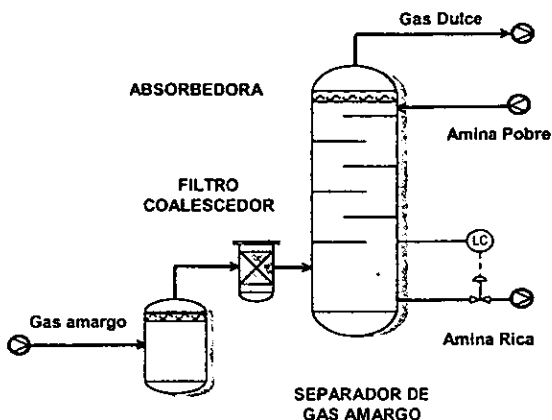 Gas Dulce
ABSORBEDORA
Amina Pobre
FILTRO
COALESCEDOR
LC
Gas amargo
Amina Rica
SEPARADOR DE
GAS AMARGO